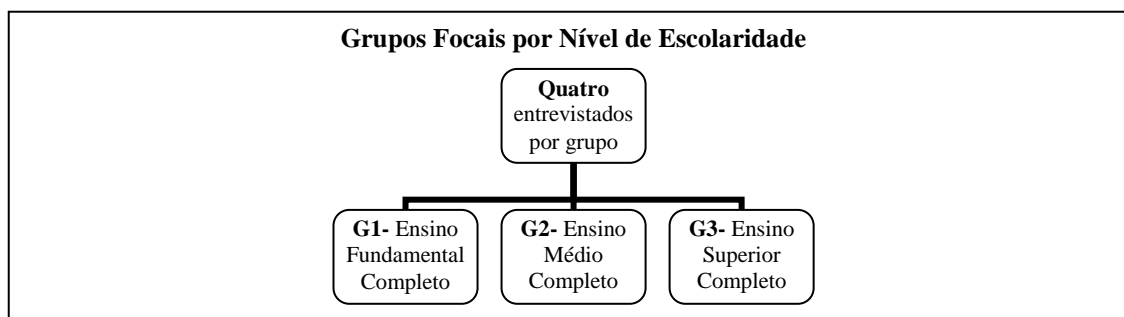 Grupos Focais por Nível de Escolaridade
Quatro
entrevistados
por grupo
G1- Ensino
Fundamental
Completo
G2- Ensino
Médio
Completo
G3- Ensino
Superior
Completo